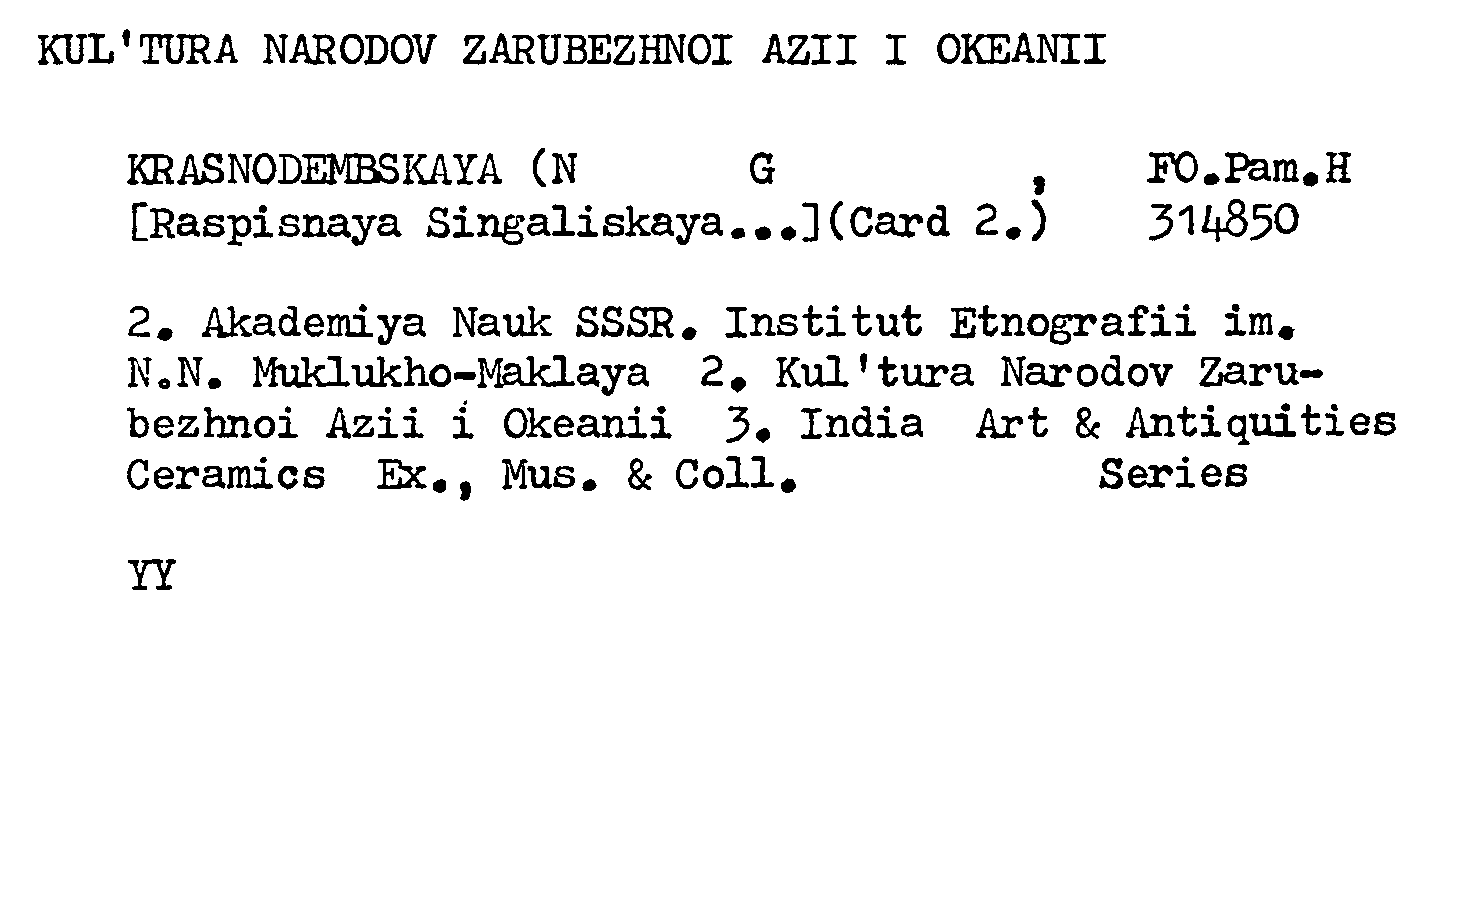 KUL'TURA NARODOV ZARUBEZHNOI AZII I OKEANII
KRASNODEMBSKAYA (N G , FO.Pam.H
[Raspisnaya Singaliskaya...](Card 2.) 314850
2. Akademiya Nauk SSSR. Institut Etnografii im.
N.N. Muklukho-Maklaya 2. Kul'tura Narodov Zaru-
bezhnoi Azii i Okeanii 3. India Art & Antiquities
Ceramics Ex., Mus. & Coll. Series
YY